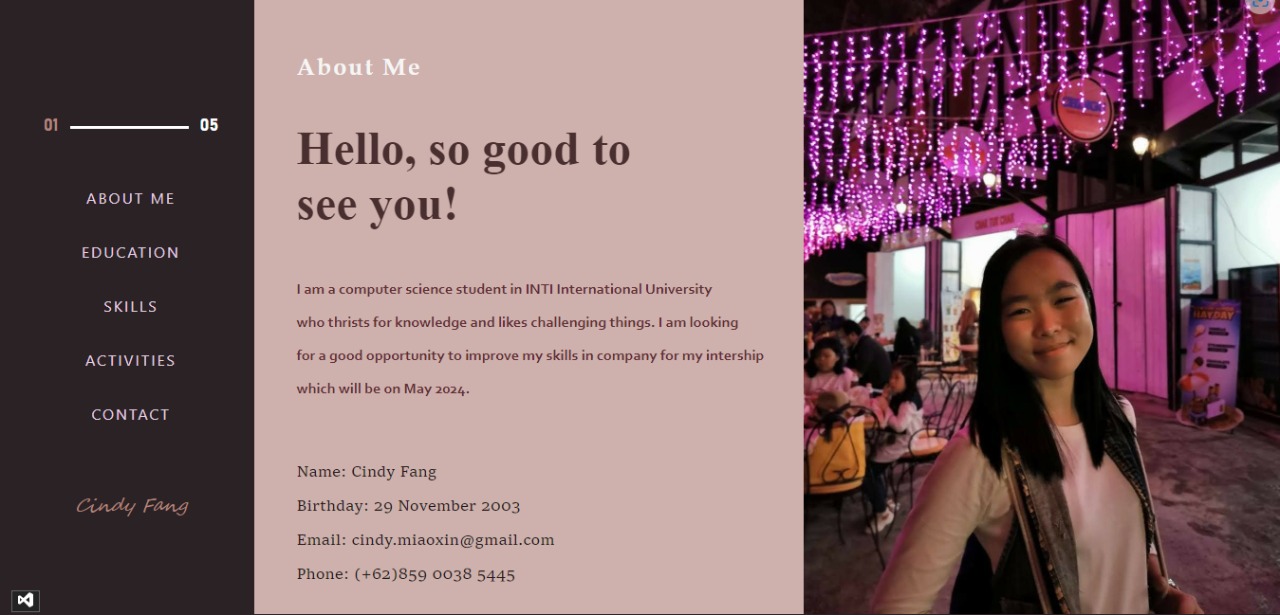 01 05
ABOUT ME
EDUCATION
SKILLS
ACTIVITIES
CONTACT
Cindy Fang
About Me
Hello, so good to
see you!
I am a computer science student in INTI International University
who thrists for knowledge and likes challenging things. I am looking
for a good opportunity to improve my skills in company for my intership
which will be on May 2024.
Name: Cindy Fang
Birthday: 29 November 2003
Email: cindy.miaoxin@gmail.com
Phone: (+62)859 0038 5445
HAYDAY